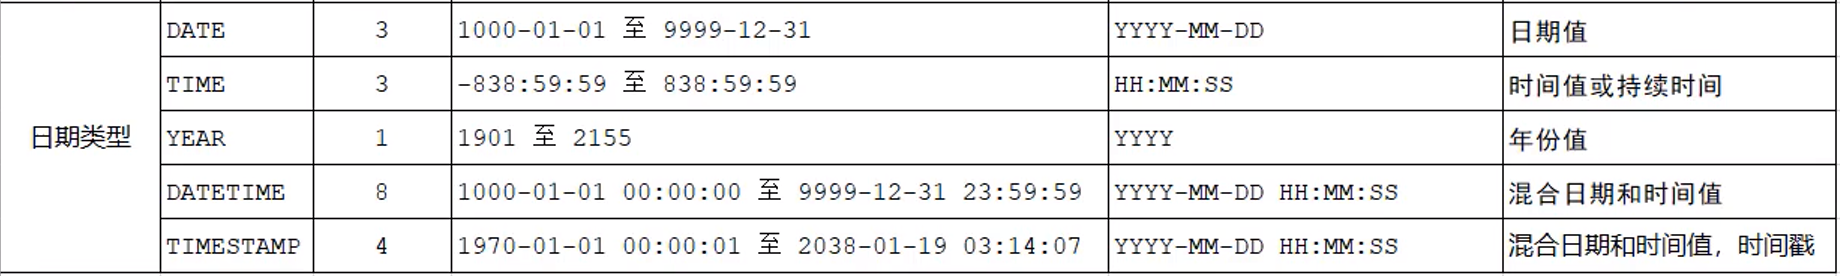 日期类型
DATE 3 1000-01-01 至 9999-12-31 YYYY-MM-DD 日期值
TIME 3 -838:59:59 至 838:59:59 HH:MM:SS 时间值或持续时间
YEAR 1 1901 至 2155 YYYY 年份值
DATETIME 8 1000-01-01 00:00:00 至 9999-12-31 23:59:59 YYYY-MM-DD HH:MM:SS 混合日期和时间值
TIMESTAMP 4 1970-01-01 00:00:01 至 2038-01-19 03:14:07 YYYY-MM-DD HH:MM:SS 混合日期和时间值，时间戳